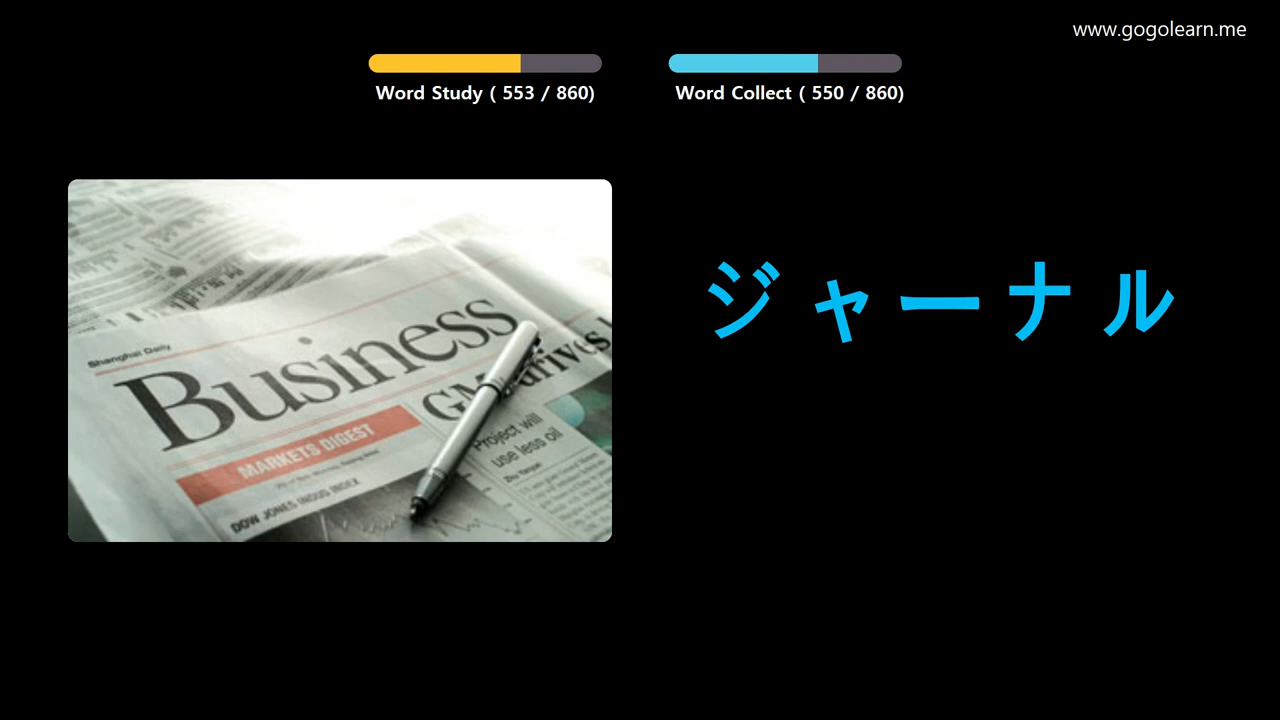 www.gogolearn.me
Word Study ( 553 / 860)
Word Collect ( 550 / 860)
ジャーナル
Shanghai Daily
Business
MARKETS DIGEST
DOW JONES INDUS INDEX
GM drives
Project will
use less oil